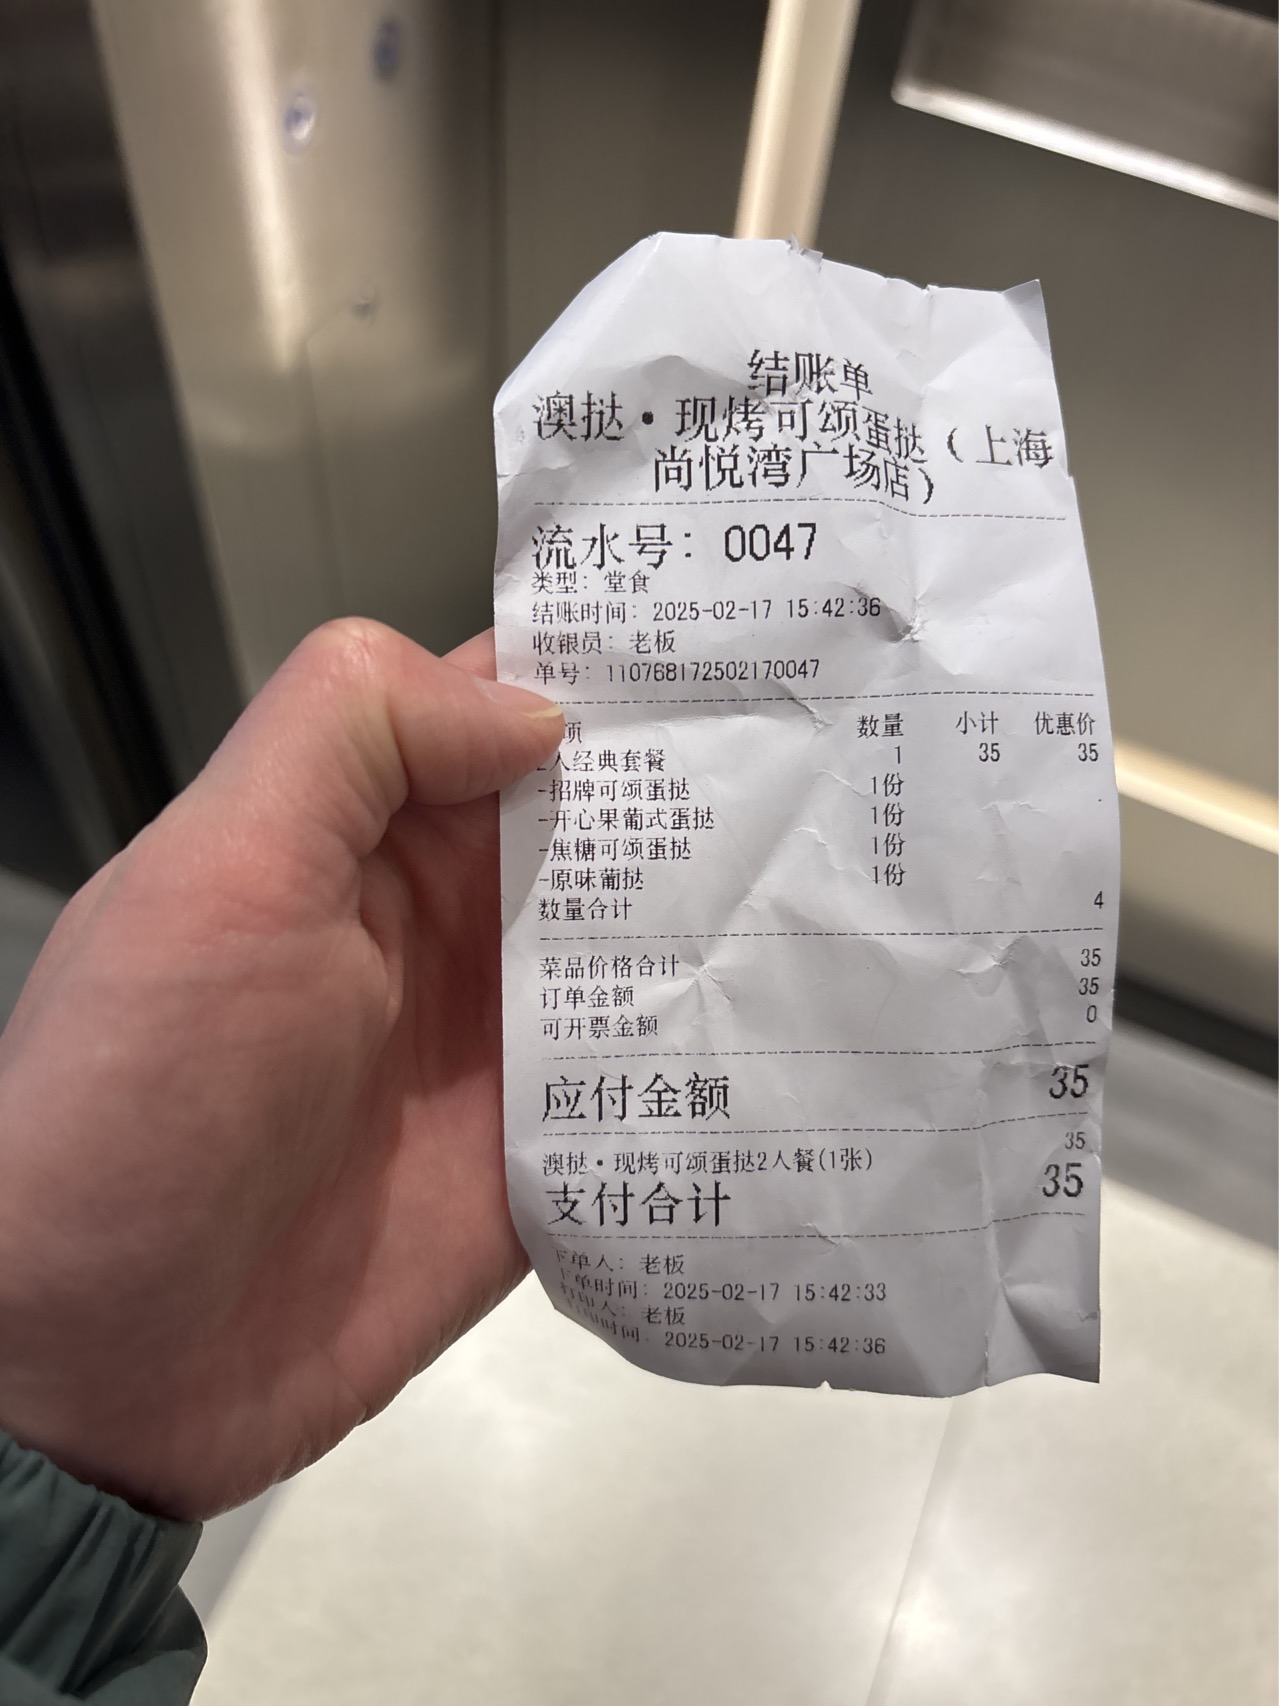 结账单
澳挞·现烤可颂蛋挞（上海
尚悦湾广场店）
流水号：0047
类型：堂食
结账时间：2025-02-17 15:42:36
收银员：老板
单号：110768172502170047
项 数量 小计 优惠价
人经典套餐 1 35 35
-招牌可颂蛋挞 1份
-开心果葡式蛋挞 1份
-焦糖可颂蛋挞 1份
-原味葡挞 1份
数量合计 4
菜品价格合计 35
订单金额 35
可开票金额 0
应付金额 35
澳挞·现烤可颂蛋挞2人餐(1张) 35
支付合计 35
下单人：老板
下单时间：2025-02-17 15:42:33
打印人：老板
打印时间：2025-02-17 15:42:36